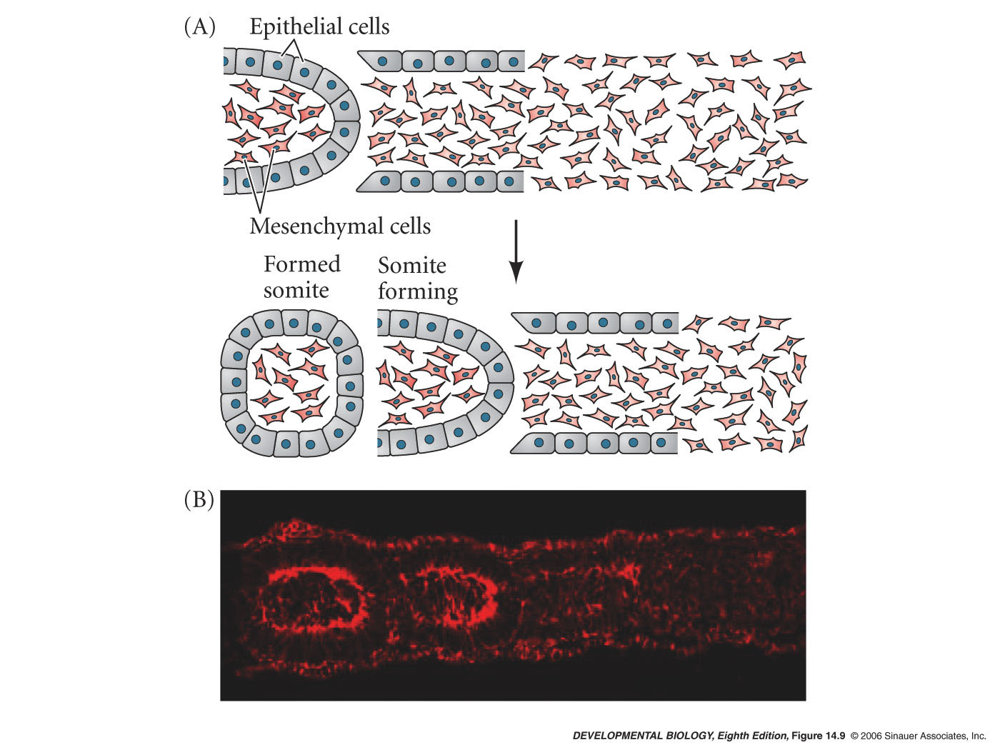 (A)
Epithelial cells
Mesenchymal cells
Formed
somite
Somite
forming
(B)
DEVELOPMENTAL BIOLOGY, Eighth Edition, Figure 14.9 © 2006 Sinauer Associates, Inc.